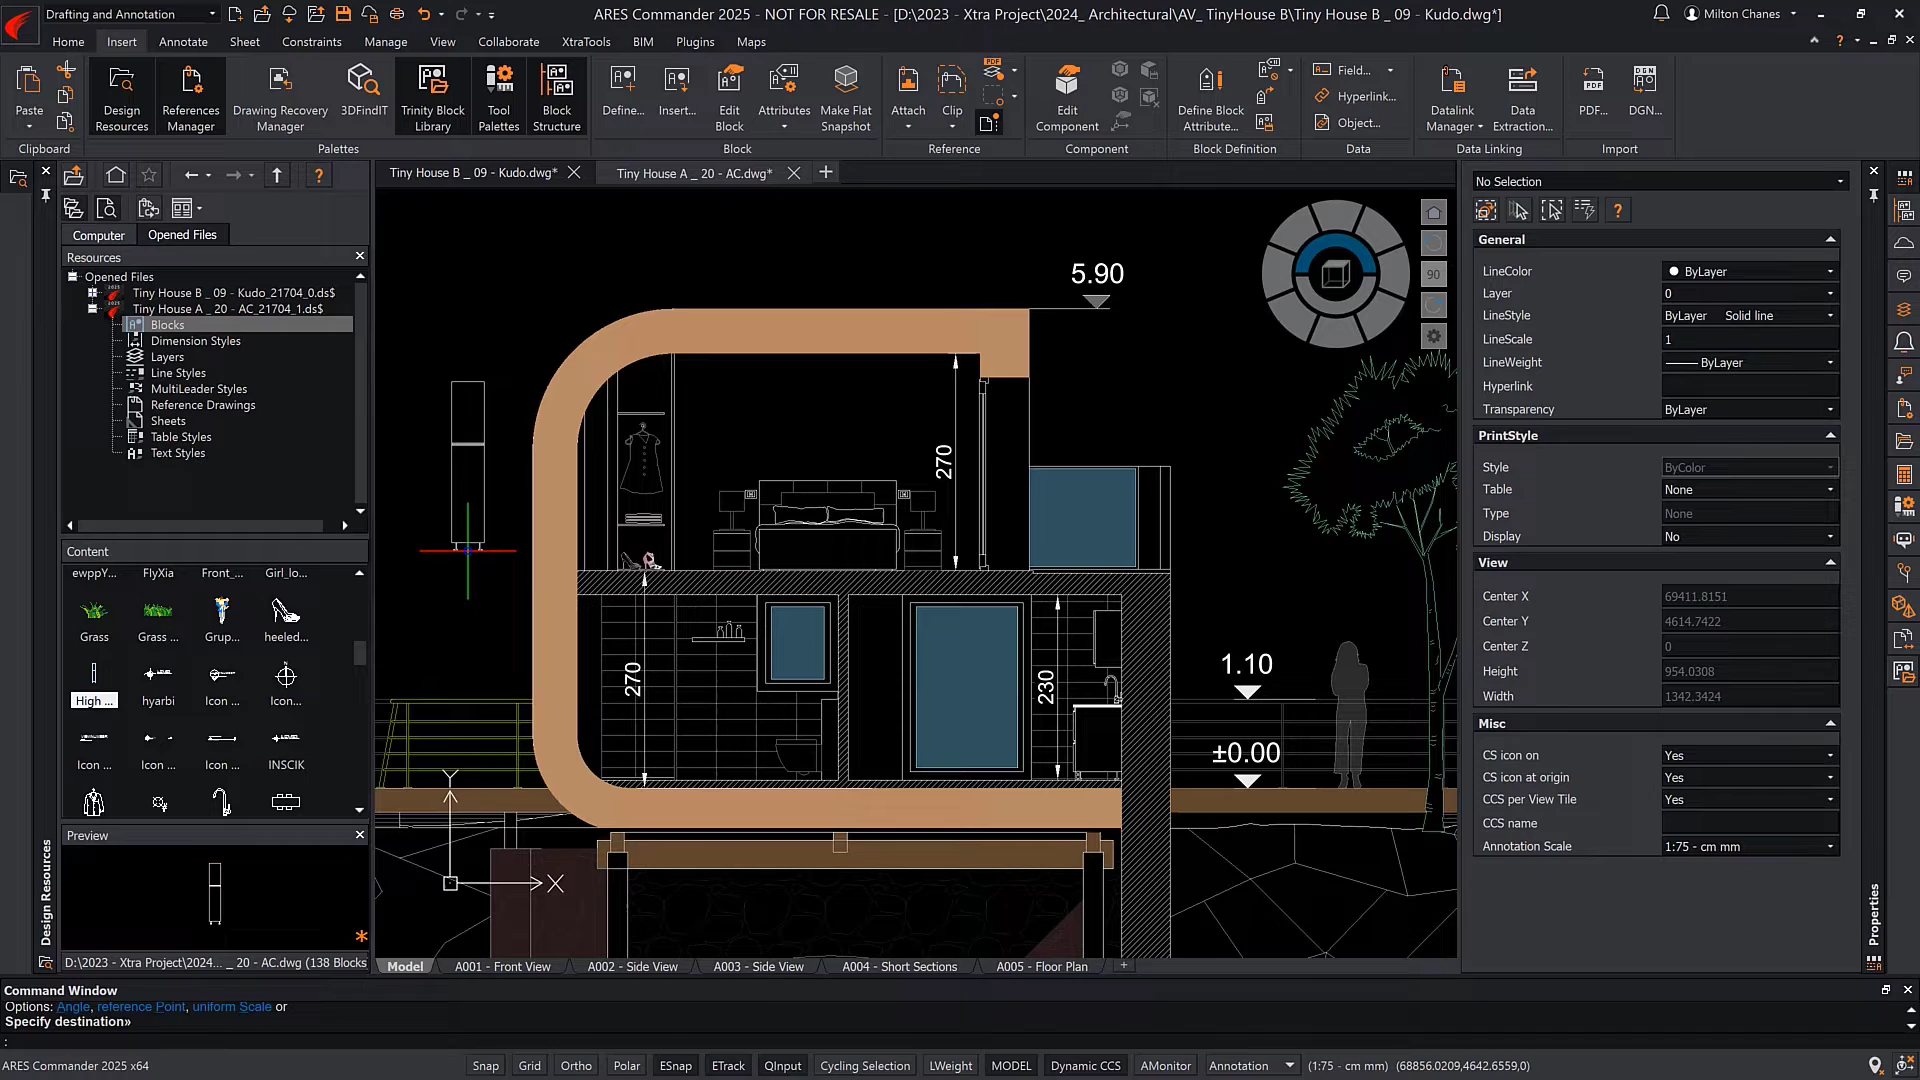 Drawing and Annotation
ARES Commander 2025 - NOT FOR RESALE - [D:\2023 - Xtra Project\2024_ Architectural\AV_ TinyHouse B\Tiny House B _ 09 - Kudo.dwg*]
Milton Chanes
Home Insert Annotate Sheet Constraints Manage View Collaborate XtraTools BIM Plugins Maps
Paste
Design Resources
References Manager
Drawing Recovery Manager
3DFindIT
Trinity Block Library
Tool Palettes
Block Structure
Define...
Insert...
Edit Block
Attributes
Make Flat Snapshot
Attach
Clip
PDF
Edit Component
Define Block Attribute...
Field...
Hyperlink...
Object...
Datalink Manager
Data Extraction...
PDF...
DGN...
Clipboard Palettes Block Reference Component Block Definition Data Data Linking Import
Tiny House B _ 09 - Kudo.dwg*
Tiny House A _ 20 - AC.dwg*
Computer Opened Files
Resources
Opened Files
Tiny House B _ 09 - Kudo_21704_0.ds$
Tiny House A _ 20 - AC_21704_1.ds$
Blocks
Dimension Styles
Layers
Line Styles
MultiLeader Styles
Reference Drawings
Sheets
Table Styles
Text Styles
Content
ewppY... FlyXia Front_... Girl_lo...
Grass Grass ... Grup... heeled...
High ... hyarbi Icon ... Icon...
Icon ... Icon ... Icon ... INSCIK
Preview
D:\2023 - Xtra Project\2024... _ 20 - AC.dwg (138 Blocks
Design Resources
5.90
270
270
230
1.10
±0.00
Y
X
90
Model A001 - Front View A002 - Side View A003 - Side View A004 - Short Sections A005 - Floor Plan
No Selection
General
LineColor ByLayer
Layer 0
LineStyle ByLayer Solid line
LineScale 1
LineWeight ByLayer
Hyperlink
Transparency ByLayer
PrintStyle
Style ByColor
Table None
Type None
Display No
View
Center X 69411.8151
Center Y 4614.7422
Center Z 0
Height 954.0308
Width 1342.3424
Misc
CS icon on Yes
CS icon at origin Yes
CCS per View Tile Yes
CCS name
Annotation Scale 1:75 - cm mm
Properties
Command Window
Options: Angle, reference Point, uniform Scale or
Specify destination»
:
ARES Commander 2025 x64
Snap Grid Ortho Polar ESnap ETrack QInput Cycling Selection LWeight MODEL Dynamic CCS AMonitor Annotation (1:75 - cm mm) (68856.0209,4642.6559,0)